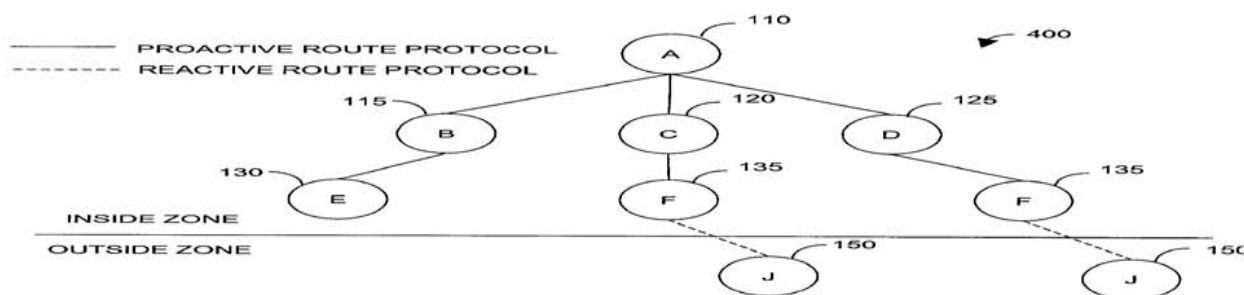 110
PROACTIVE ROUTE PROTOCOL
A
400
REACTIVE ROUTE PROTOCOL
115
120
125
B
C
D
130
135
135
E
F
F
INSIDE ZONE
OUTSIDE ZONE
150
150
J
J